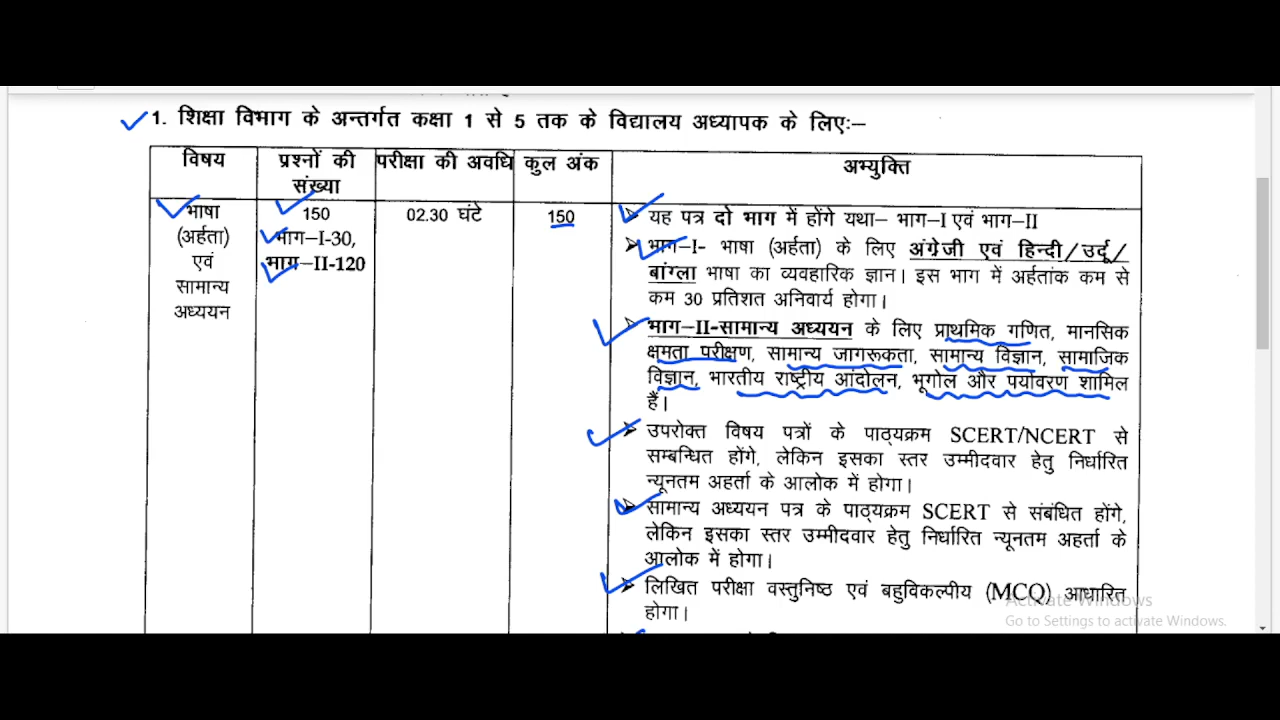 1. शिक्षा विभाग के अन्तर्गत कक्षा 1 से 5 तक के विद्यालय अध्यापक के लिए:–
विषय
प्रश्नों की
संख्या
परीक्षा की अवधि
कुल अंक
अभ्युक्ति
भाषा
(अर्हता)
एवं
सामान्य
अध्ययन
150
भाग–I-30,
भाग–II-120
02.30 घंटे
150
➢ यह पत्र दो भाग में होंगे यथा– भाग–I एवं भाग–II
➢ भाग–I- भाषा (अर्हता) के लिए अंग्रेजी एवं हिन्दी/उर्दू/
बांग्ला भाषा का व्यवहारिक ज्ञान। इस भाग में अर्हतांक कम से
कम 30 प्रतिशत अनिवार्य होगा।
➢ भाग–II-सामान्य अध्ययन के लिए प्राथमिक गणित, मानसिक
क्षमता परीक्षण, सामान्य जागरूकता, सामान्य विज्ञान, सामाजिक
विज्ञान, भारतीय राष्ट्रीय आंदोलन, भूगोल और पर्यावरण शामिल
हैं।
➢ उपरोक्त विषय पत्रों के पाठ्यक्रम SCERT/NCERT से
सम्बन्धित होंगे, लेकिन इसका स्तर उम्मीदवार हेतु निर्धारित
न्यूनतम अहर्ता के आलोक में होगा।
➢ सामान्य अध्ययन पत्र के पाठ्यक्रम SCERT से संबंधित होंगे,
लेकिन इसका स्तर उम्मीदवार हेतु निर्धारित न्यूनतम अहर्ता के
आलोक में होगा।
➢ लिखित परीक्षा वस्तुनिष्ठ एवं बहुविकल्पीय (MCQ) आधारित
होगा।
Activate Windows
Go to Settings to activate Windows.